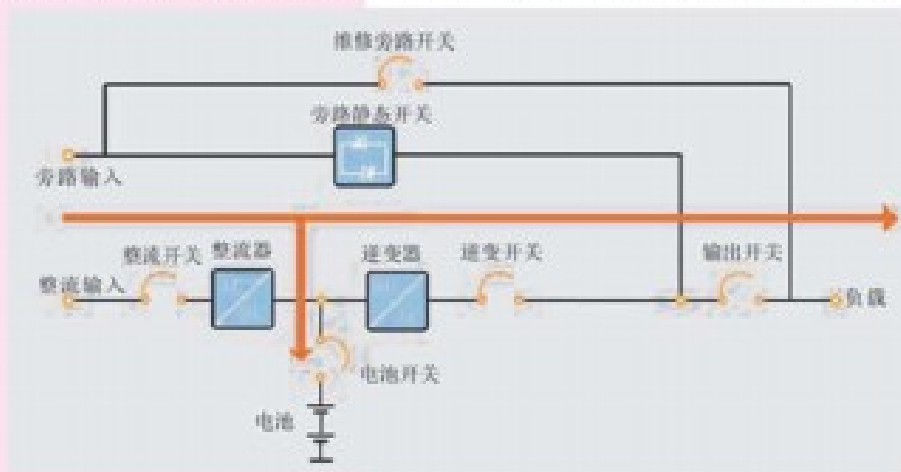 维修旁路开关
旁路静态开关
旁路输入
整流开关 整流器 逆变器 逆变开关 输出开关
整流输入 负载
电池开关
电池